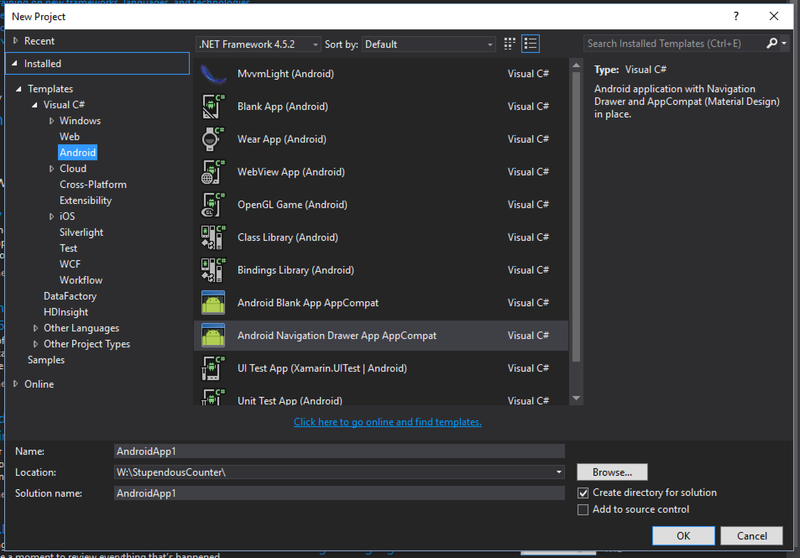 New Project
Recent
.NET Framework 4.5.2
Sort by:
Default
Search Installed Templates (Ctrl+E)
Installed
Templates
Visual C#
Windows
Web
Android
Cloud
Cross-Platform
Extensibility
iOS
Silverlight
Test
WCF
Workflow
DataFactory
HDInsight
Other Languages
Other Project Types
Samples
Online
MvvmLight (Android) Visual C#
Blank App (Android) Visual C#
Wear App (Android) Visual C#
WebView App (Android) Visual C#
OpenGL Game (Android) Visual C#
Class Library (Android) Visual C#
Bindings Library (Android) Visual C#
Android Blank App AppCompat Visual C#
Android Navigation Drawer App AppCompat Visual C#
UI Test App (Xamarin.UITest | Android) Visual C#
Unit Test App (Android) Visual C#
Type: Visual C#
Android application with Navigation
Drawer and AppCompat (Material Design)
in place.
Click here to go online and find templates.
Name: AndroidApp1
Location: W:\StupendousCounter\
Browse...
Solution name: AndroidApp1
Create directory for solution
Add to source control
OK
Cancel
e a moment to review everything that's happened